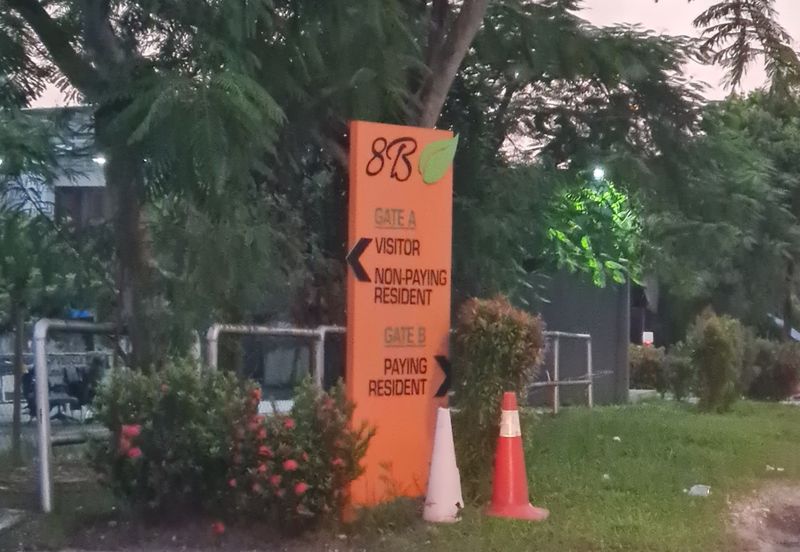 8B
GATE A
VISITOR
NON-PAYING
RESIDENT
GATE B
PAYING
RESIDENT